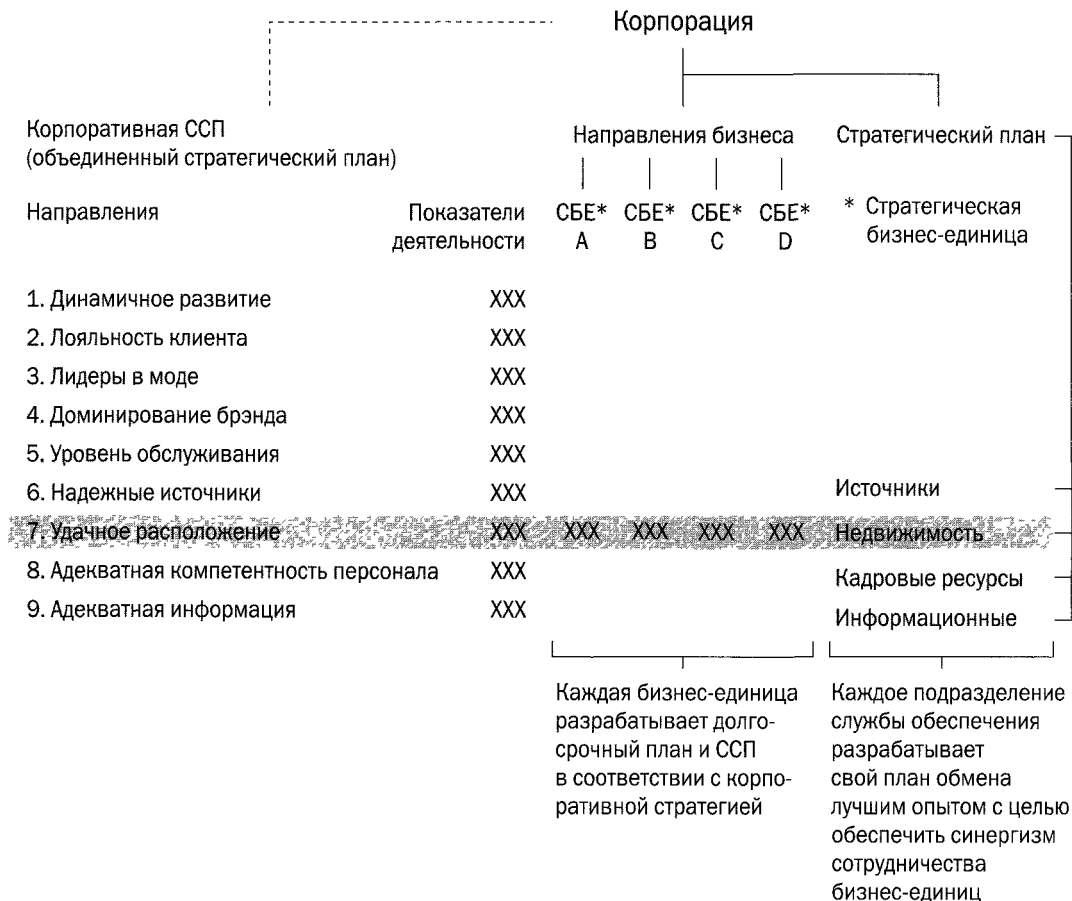 Корпорация
Корпоративная ССП
(объединенный стратегический план)
Направления бизнеса
Стратегический план
Направления
Показатели
деятельности
СБЕ* СБЕ* СБЕ* СБЕ*
A B C D
* Стратегическая
бизнес-единица
1. Динамичное развитие XXX
2. Лояльность клиента XXX
3. Лидеры в моде XXX
4. Доминирование брэнда XXX
5. Уровень обслуживания XXX
6. Надежные источники XXX Источники
7. Удачное расположение XXX XXX XXX XXX XXX Недвижимость
8. Адекватная компетентность персонала XXX Кадровые ресурсы
9. Адекватная информация XXX Информационные
Каждая бизнес-единица
разрабатывает долго-
срочный план и ССП
в соответствии с корпо-
ративной стратегией
Каждое подразделение
службы обеспечения
разрабатывает
свой план обмена
лучшим опытом с целью
обеспечить синергизм
сотрудничества
бизнес-единиц